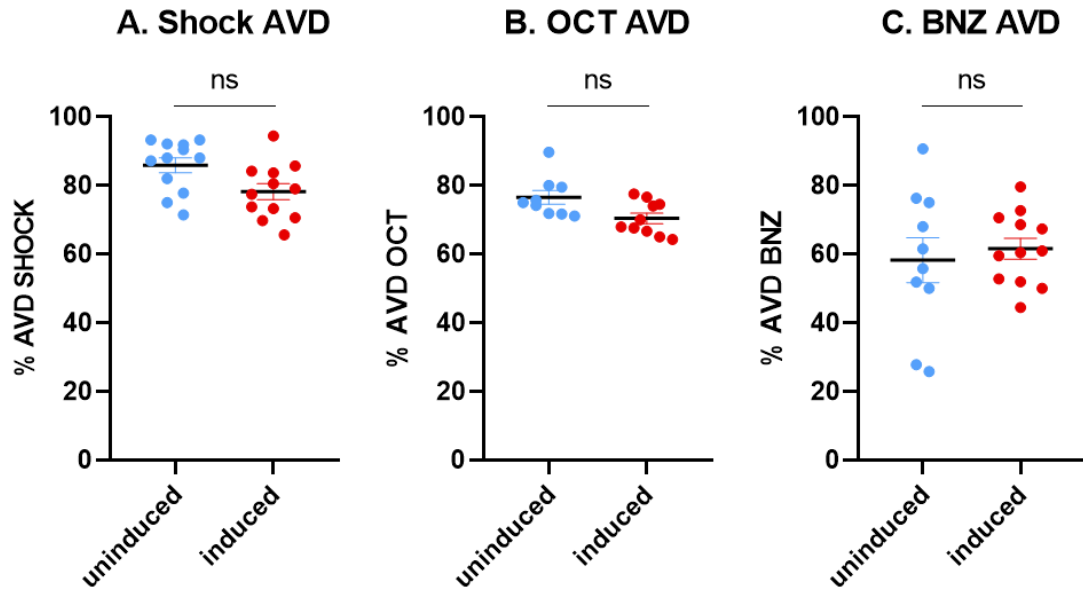 A. Shock AVD
ns
% AVD SHOCK
100
80
60
40
20
0
uninduced
induced
B. OCT AVD
ns
% AVD OCT
100
80
60
40
20
0
uninduced
induced
C. BNZ AVD
ns
% AVD BNZ
100
80
60
40
20
0
uninduced
induced